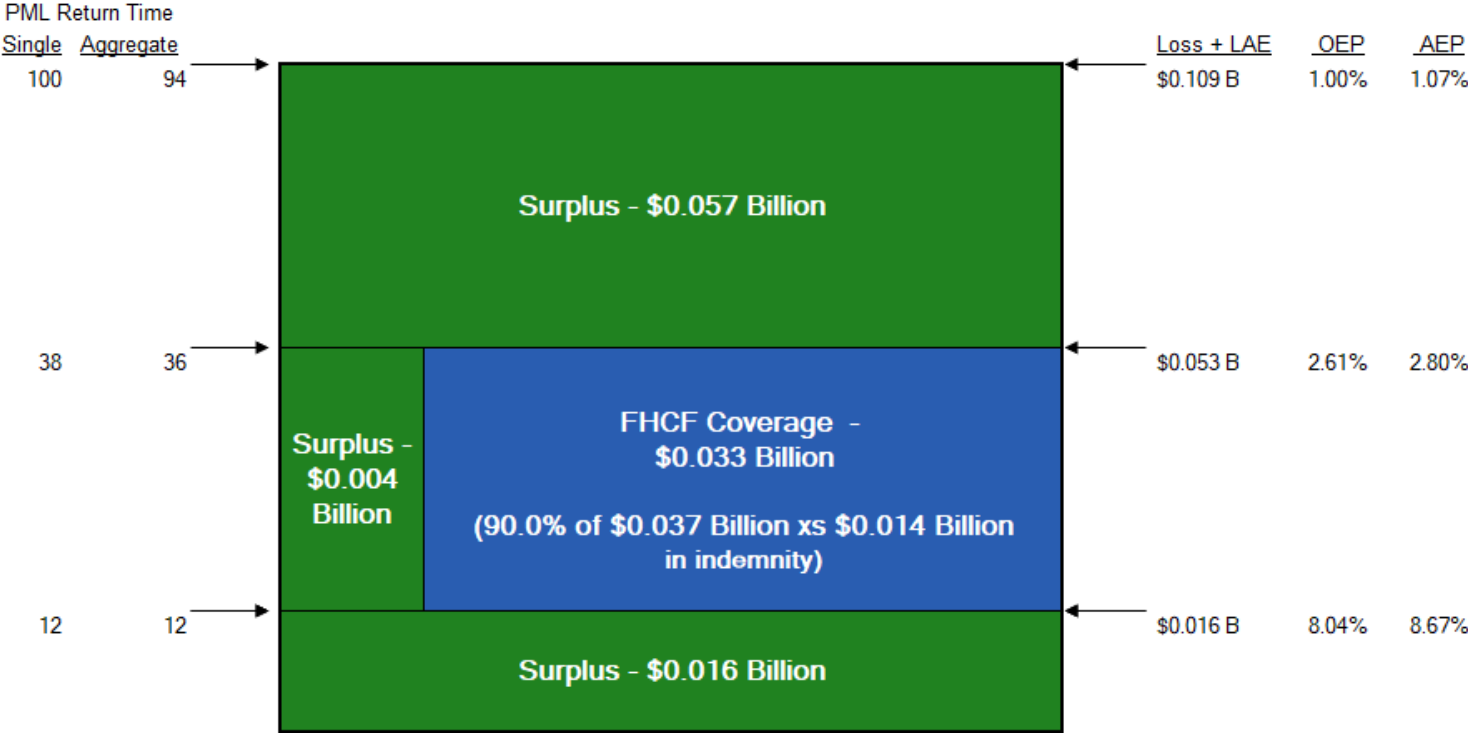 PML Return Time
Single Aggregate Loss + LAE OEP AEP
100 94 $0.109 B 1.00% 1.07%
Surplus - $0.057 Billion
38 36 $0.053 B 2.61% 2.80%
Surplus -
$0.004
Billion
FHCF Coverage -
$0.033 Billion
(90.0% of $0.037 Billion xs $0.014 Billion
in indemnity)
12 12 $0.016 B 8.04% 8.67%
Surplus - $0.016 Billion